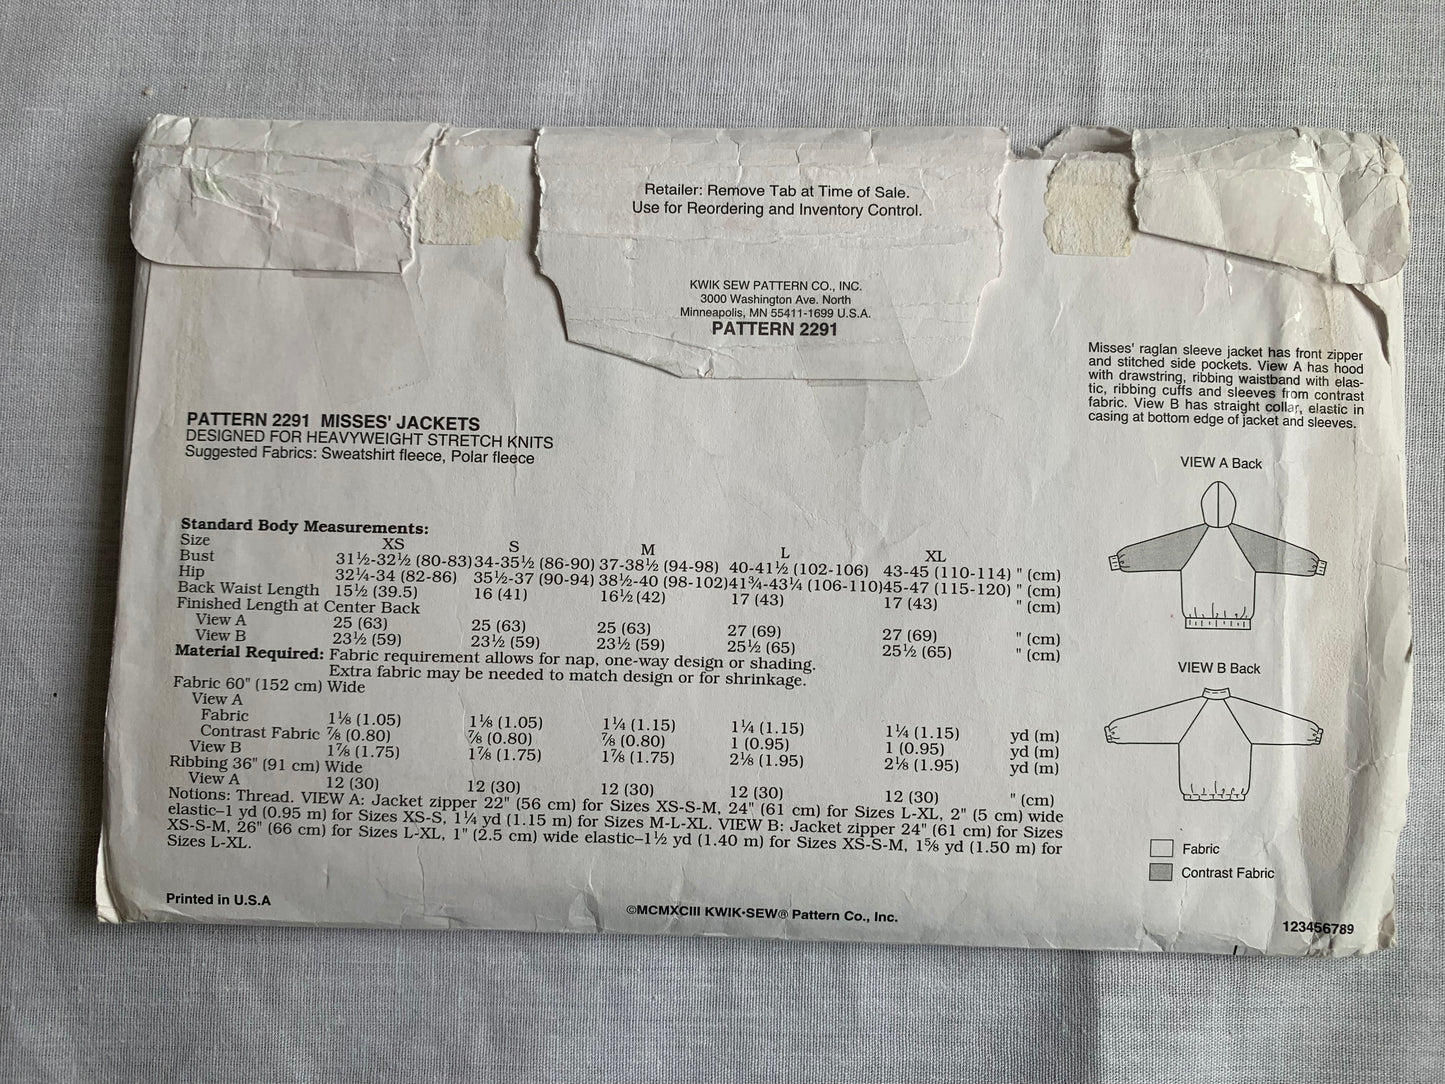 Retailer: Remove Tab at Time of Sale.
Use for Reordering and Inventory Control.
KWIK SEW PATTERN CO., INC.
3000 Washington Ave. North
Minneapolis, MN 55411-1699 U.S.A.
PATTERN 2291
Misses' raglan sleeve jacket has front zipper
and stitched side pockets. View A has hood
with drawstring, ribbing waistband with elas-
tic, ribbing cuffs and sleeves from contrast
fabric. View B has straight collar, elastic in
casing at bottom edge of jacket and sleeves.
PATTERN 2291 MISSES' JACKETS
DESIGNED FOR HEAVYWEIGHT STRETCH KNITS
Suggested Fabrics: Sweatshirt fleece, Polar fleece
Standard Body Measurements:
Size XS S M L XL
Bust 31½-32½ (80-83) 34-35½ (86-90) 37-38½ (94-98) 40-41½ (102-106) 43-45 (110-114) " (cm)
Hip 32¼-34 (82-86) 35½-37 (90-94) 38½-40 (98-102) 41¾-43¼ (106-110) 45-47 (115-120) " (cm)
Back Waist Length 15½ (39.5) 16 (41) 16½ (42) 17 (43) 17 (43) " (cm)
Finished Length at Center Back
View A 25 (63) 25 (63) 25 (63) 27 (69) 27 (69) " (cm)
View B 23½ (59) 23½ (59) 23½ (59) 25½ (65) 25½ (65) " (cm)
Material Required: Fabric requirement allows for nap, one-way design or shading.
Extra fabric may be needed to match design or for shrinkage.
Fabric 60" (152 cm) Wide
View A
Fabric 1⅛ (1.05) 1⅛ (1.05) 1¼ (1.15) 1¼ (1.15) 1¼ (1.15) yd (m)
Contrast Fabric ⅞ (0.80) ⅞ (0.80) ⅞ (0.80) 1 (0.95) 1 (0.95) yd (m)
View B 1⅞ (1.75) 1⅞ (1.75) 1⅞ (1.75) 2⅛ (1.95) 2⅛ (1.95) yd (m)
Ribbing 36" (91 cm) Wide
View A 12 (30) 12 (30) 12 (30) 12 (30) 12 (30) " (cm)
Notions: Thread. VIEW A: Jacket zipper 22" (56 cm) for Sizes XS-S-M, 24" (61 cm) for Sizes L-XL, 2" (5 cm) wide
elastic–1 yd (0.95 m) for Sizes XS-S, 1¼ yd (1.15 m) for Sizes M-L-XL. VIEW B: Jacket zipper 24" (61 cm) for Sizes
XS-S-M, 26" (66 cm) for Sizes L-XL, 1" (2.5 cm) wide elastic–1½ yd (1.40 m) for Sizes XS-S-M, 1⅝ yd (1.50 m) for
Sizes L-XL.
VIEW A Back
VIEW B Back
Fabric
Contrast Fabric
Printed in U.S.A
©MCMXCIII KWIK•SEW® Pattern Co., Inc.
123456789